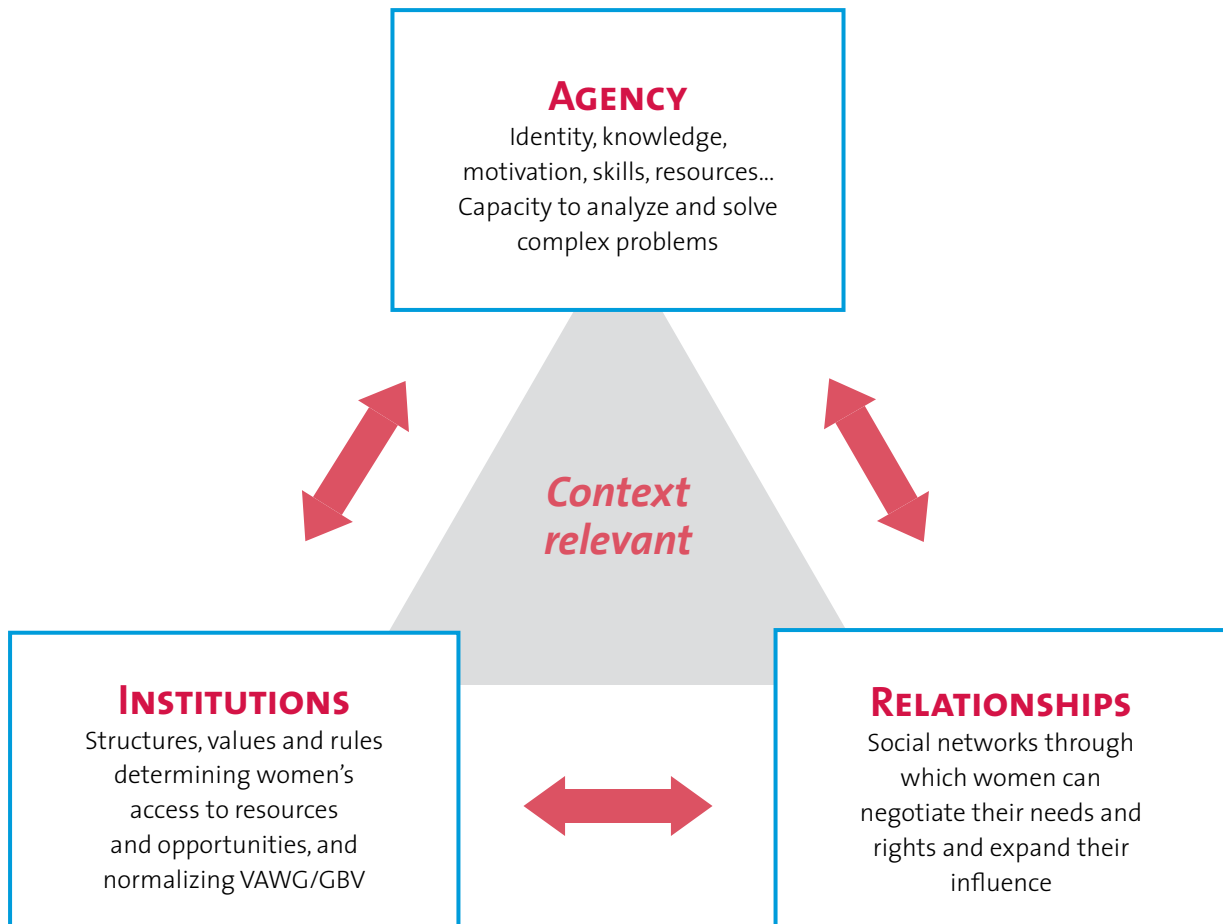 AGENCY
Identity, knowledge,
motivation, skills, resources...
Capacity to analyze and solve
complex problems
Context
relevant
INSTITUTIONS
Structures, values and rules
determining women’s
access to resources
and opportunities, and
normalizing VAWG/GBV
RELATIONSHIPS
Social networks through
which women can
negotiate their needs and
rights and expand their
influence